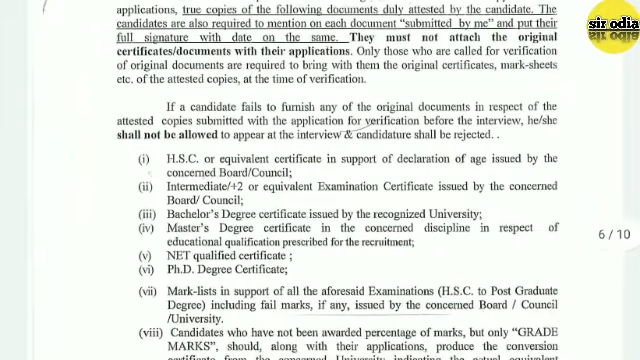 applications, true copies of the following documents duly attested by the candidate. The
candidates are also required to mention on each document "submitted by me" and put their
full signature with date on the same. They must not attach the original
certificates/documents with their applications. Only those who are called for verification
of original documents are required to bring with them the original certificates, mark-sheets
etc. of the attested copies, at the time of verification.
If a candidate fails to furnish any of the original documents in respect of the
attested copies submitted with the application for verification before the interview, he/she
shall not be allowed to appear at the interview & candidature shall be rejected. .
(i) H.S.C. or equivalent certificate in support of declaration of age issued by the
concerned Board/Council;
(ii) Intermediate/+2 or equivalent Examination Certificate issued by the concerned
Board/ Council;
(iii) Bachelor's Degree certificate issued by the recognized University;
(iv) Master's Degree certificate in the concerned discipline in respect of
educational qualification prescribed for the recruitment;
(v) NET qualified certificate ;
(vi) Ph.D. Degree Certificate;
(vii) Mark-lists in support of all the aforesaid Examinations (H.S.C. to Post Graduate
Degree) including fail marks, if any, issued by the concerned Board / Council
/University.
(viii) Candidates who have not been awarded percentage of marks, but only "GRADE
MARKS", should, along with their applications, produce the conversion
certificate from the concerned University indicating the actual equivalent
sir odia
6 / 10